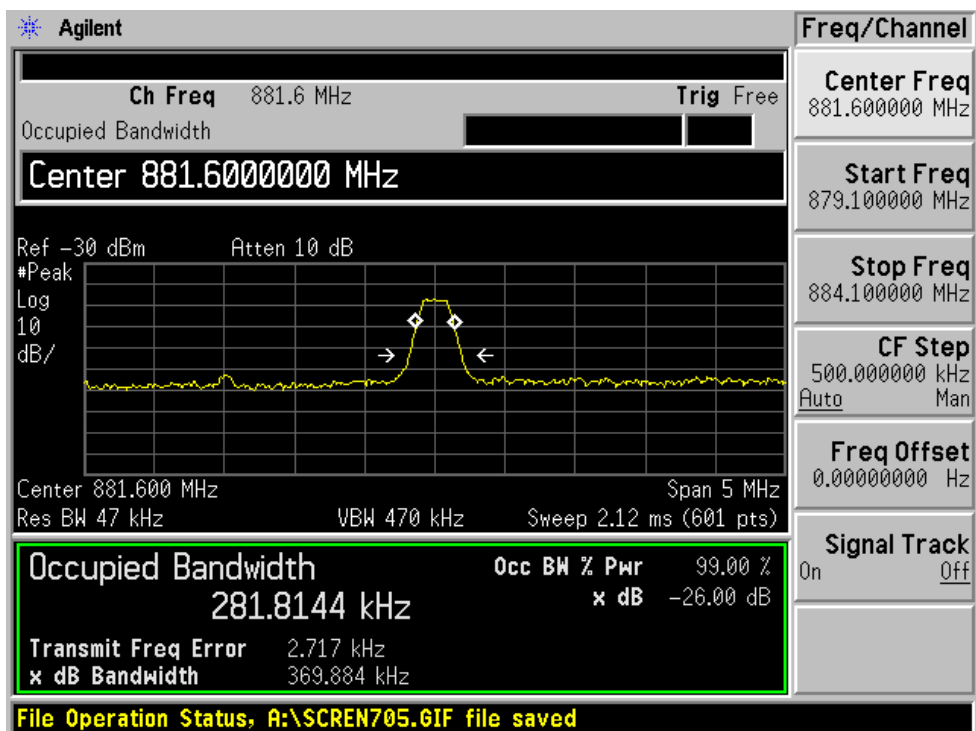 Agilent
Freq/Channel
Ch Freq 881.6 MHz Trig Free
Occupied Bandwidth
Center 881.6000000 MHz
Ref -30 dBm Atten 10 dB
#Peak
Log
10
dB/
Center 881.600 MHz Span 5 MHz
Res BW 47 kHz VBW 470 kHz Sweep 2.12 ms (601 pts)
Occupied Bandwidth Occ BW % Pwr 99.00 %
281.8144 kHz x dB -26.00 dB
Transmit Freq Error 2.717 kHz
x dB Bandwidth 369.884 kHz
File Operation Status, A:\SCREN705.GIF file saved
Center Freq
881.600000 MHz
Start Freq
879.100000 MHz
Stop Freq
884.100000 MHz
CF Step
500.000000 kHz
Auto Man
Freq Offset
0.00000000 Hz
Signal Track
On Off